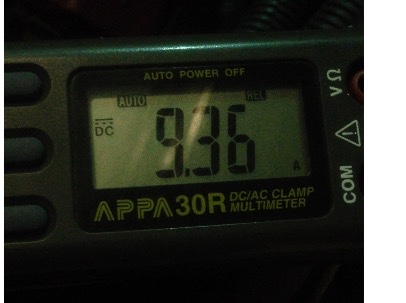 AUTO POWER OFF
AUTO REL
DC 9.36 A
APPA 30R DC/AC CLAMP MULTIMETER
VΩ
COM